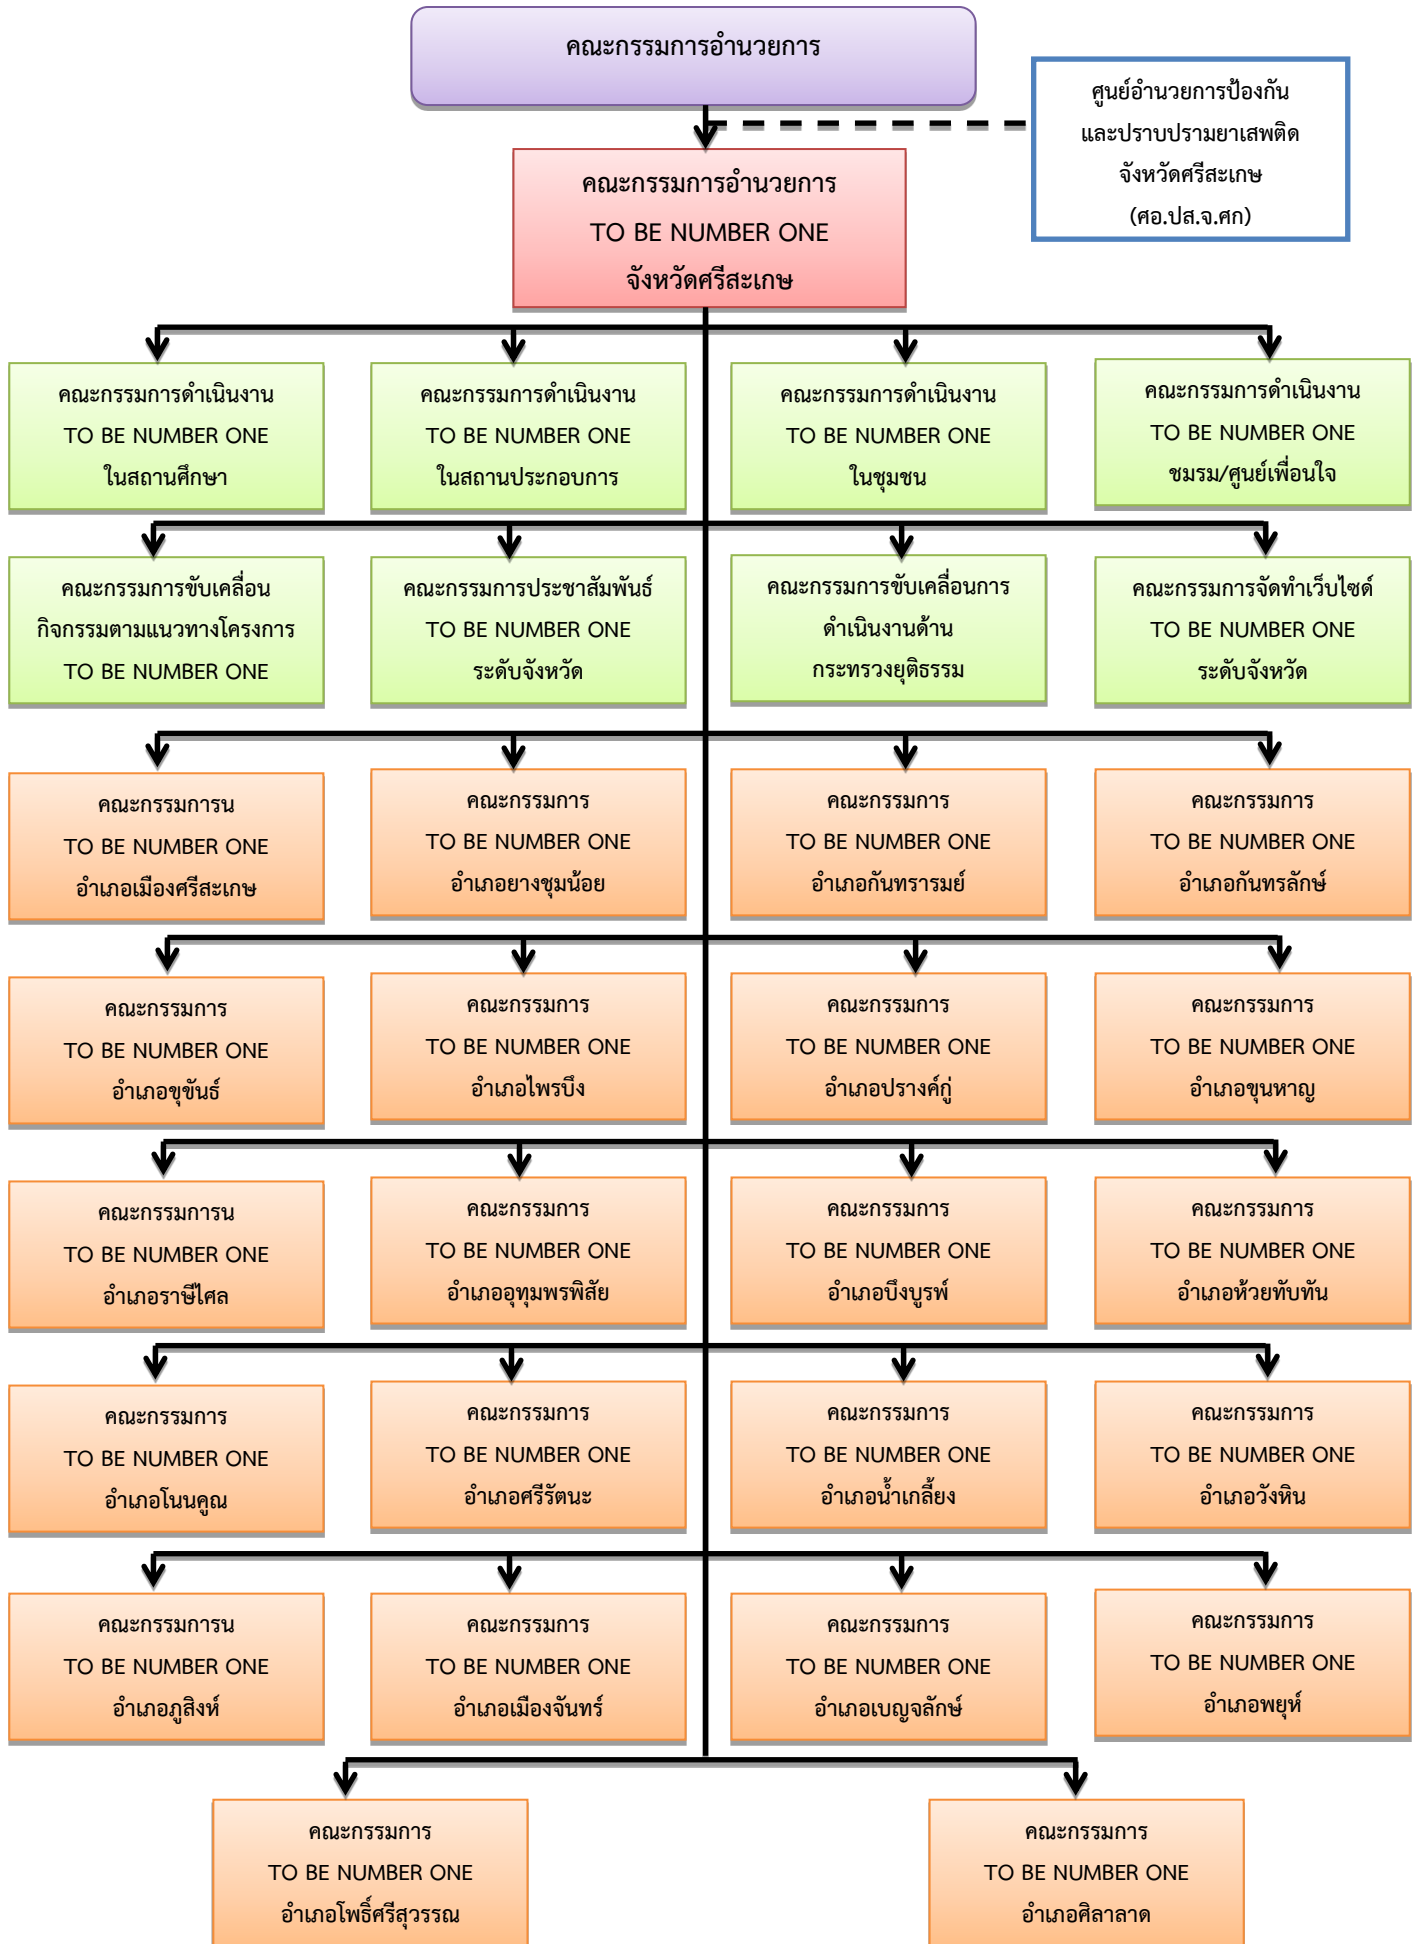 คณะกรรมการอำนวยการ
ศูนย์อำนวยการป้องกัน
และปราบปรามยาเสพติด
จังหวัดศรีสะเกษ
(ศอ.ปส.จ.ศก)
คณะกรรมการอำนวยการ
TO BE NUMBER ONE
จังหวัดศรีสะเกษ
คณะกรรมการดำเนินงาน
TO BE NUMBER ONE
ในสถานศึกษา
คณะกรรมการดำเนินงาน
TO BE NUMBER ONE
ในสถานประกอบการ
คณะกรรมการดำเนินงาน
TO BE NUMBER ONE
ในชุมชน
คณะกรรมการดำเนินงาน
TO BE NUMBER ONE
ชมรม/ศูนย์เพื่อนใจ
คณะกรรมการขับเคลื่อน
กิจกรรมตามแนวทางโครงการ
TO BE NUMBER ONE
คณะกรรมการประชาสัมพันธ์
TO BE NUMBER ONE
ระดับจังหวัด
คณะกรรมการขับเคลื่อนการ
ดำเนินงานด้าน
กระทรวงยุติธรรม
คณะกรรมการจัดทำเว็บไซด์
TO BE NUMBER ONE
ระดับจังหวัด
คณะกรรมการน
TO BE NUMBER ONE
อำเภอเมืองศรีสะเกษ
คณะกรรมการ
TO BE NUMBER ONE
อำเภอยางชุมน้อย
คณะกรรมการ
TO BE NUMBER ONE
อำเภอกันทรารมย์
คณะกรรมการ
TO BE NUMBER ONE
อำเภอกันทรลักษ์
คณะกรรมการ
TO BE NUMBER ONE
อำเภอขุขันธ์
คณะกรรมการ
TO BE NUMBER ONE
อำเภอไพรบึง
คณะกรรมการ
TO BE NUMBER ONE
อำเภอปรางค์กู่
คณะกรรมการ
TO BE NUMBER ONE
อำเภอขุนหาญ
คณะกรรมการน
TO BE NUMBER ONE
อำเภอราษีไศล
คณะกรรมการ
TO BE NUMBER ONE
อำเภออุทุมพรพิสัย
คณะกรรมการ
TO BE NUMBER ONE
อำเภอบึงบูรพ์
คณะกรรมการ
TO BE NUMBER ONE
อำเภอห้วยทับทัน
คณะกรรมการ
TO BE NUMBER ONE
อำเภอโนนคูณ
คณะกรรมการ
TO BE NUMBER ONE
อำเภอศรีรัตนะ
คณะกรรมการ
TO BE NUMBER ONE
อำเภอน้ำเกลี้ยง
คณะกรรมการ
TO BE NUMBER ONE
อำเภอวังหิน
คณะกรรมการน
TO BE NUMBER ONE
อำเภอภูสิงห์
คณะกรรมการ
TO BE NUMBER ONE
อำเภอเมืองจันทร์
คณะกรรมการ
TO BE NUMBER ONE
อำเภอเบญจลักษ์
คณะกรรมการ
TO BE NUMBER ONE
อำเภอพยุห์
คณะกรรมการ
TO BE NUMBER ONE
อำเภอโพธิ์ศรีสุวรรณ
คณะกรรมการ
TO BE NUMBER ONE
อำเภอศิลาลาด